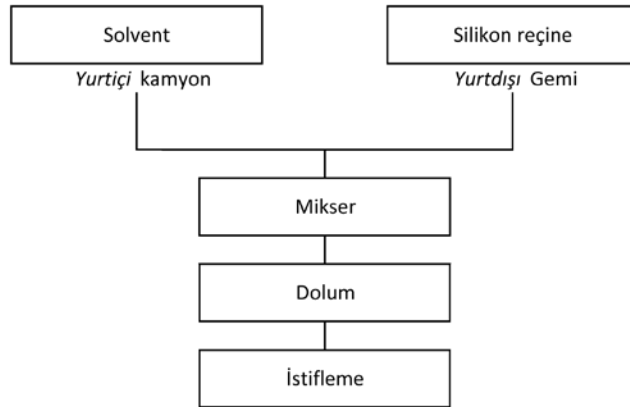 Solvent
Silikon reçine
Yurtiçi kamyon
Yurtdışı Gemi
Mikser
Dolum
İstifleme